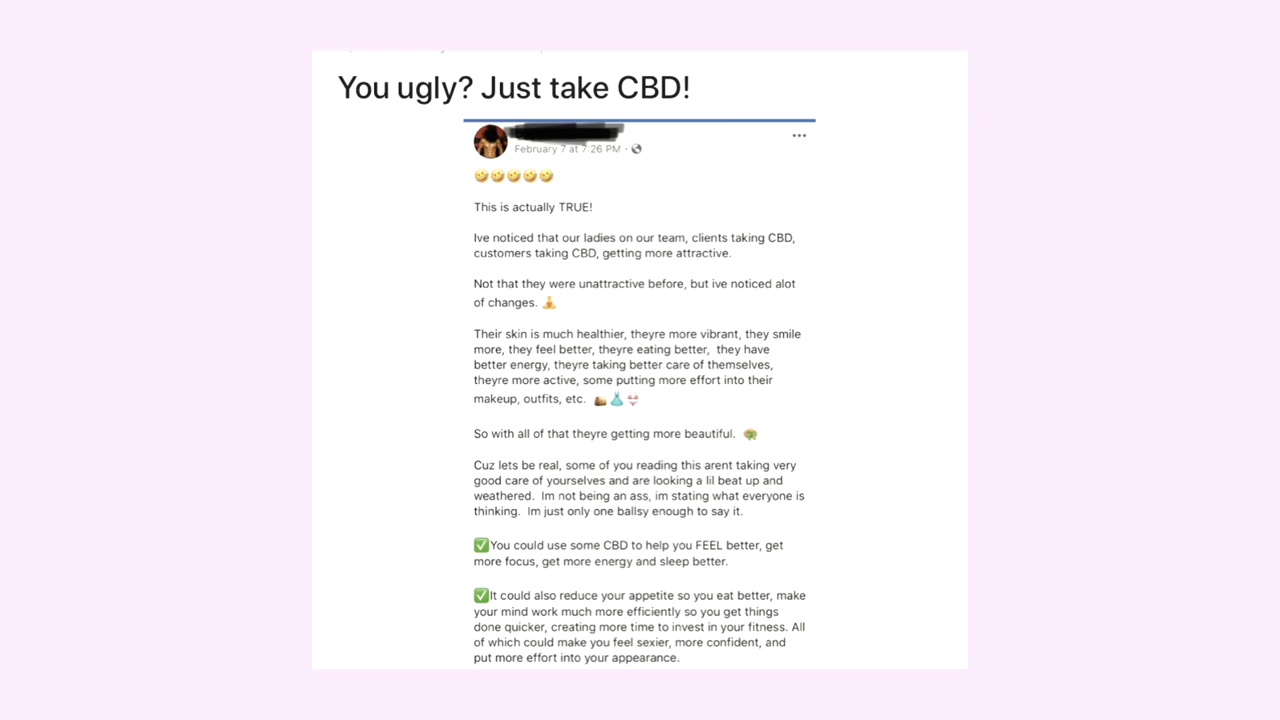 You ugly? Just take CBD!
February 7 at 7:26 PM ·
🤣🤣🤣🤣🤣
This is actually TRUE!
Ive noticed that our ladies on our team, clients taking CBD,
customers taking CBD, getting more attractive.
Not that they were unattractive before, but ive noticed alot
of changes.
Their skin is much healthier, theyre more vibrant, they smile
more, they feel better, theyre eating better,  they have
better energy, theyre taking better care of themselves,
theyre more active, some putting more effort into their
makeup, outfits, etc. 👗👙
So with all of that theyre getting more beautiful.
Cuz lets be real, some of you reading this arent taking very
good care of yourselves and are looking a lil beat up and
weathered.  Im not being an ass, im stating what everyone is
thinking.  Im just only one ballsy enough to say it.
✅You could use some CBD to help you FEEL better, get
more focus, get more energy and sleep better.
✅It could also reduce your appetite so you eat better, make
your mind work much more efficiently so you get things
done quicker, creating more time to invest in your fitness. All
of which could make you feel sexier, more confident, and
put more effort into your appearance.